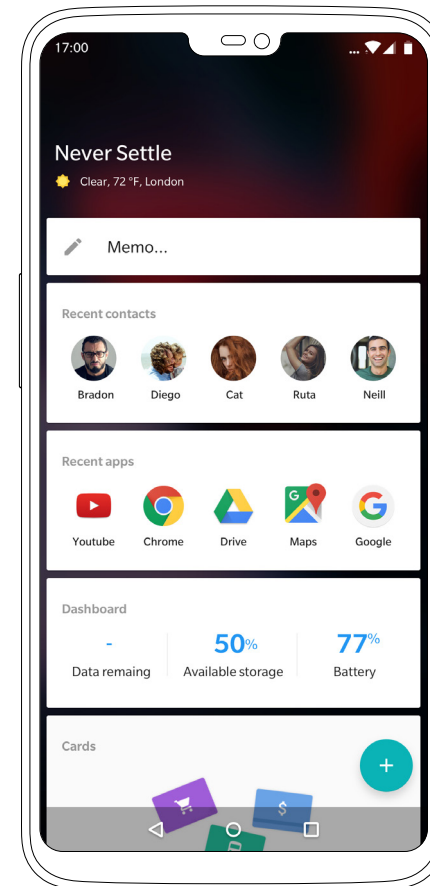 17:00
...
Never Settle
Clear, 72 °F, London
Memo...
Recent contacts
Bradon Diego Cat Ruta Neill
Recent apps
G G
Youtube Chrome Drive Maps Google
Dashboard
- 50% 77%
Data remaing Available storage Battery
Cards
+
$